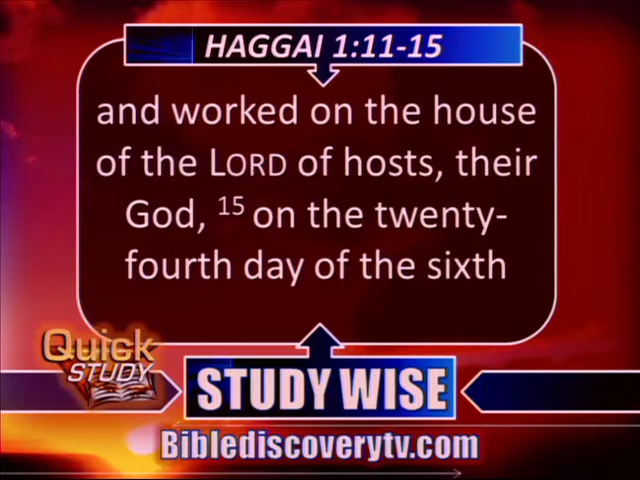 HAGGAI 1:11-15
and worked on the house
of the LORD of hosts, their
God, 15 on the twenty-
fourth day of the sixth
Quick
STUDY
STUDY WISE
Biblediscoverytv.com